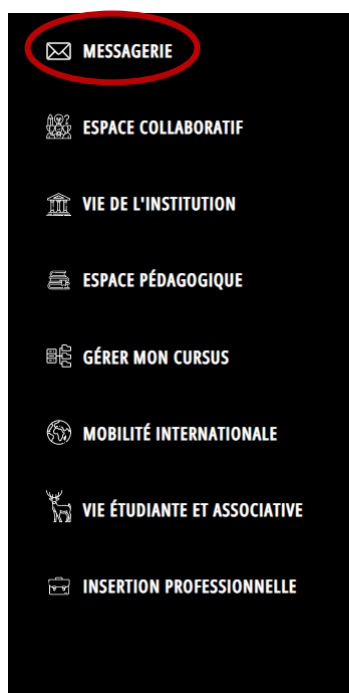 MESSAGERIE
ESPACE COLLABORATIF
VIE DE L'INSTITUTION
ESPACE PÉDAGOGIQUE
GÉRER MON CURSUS
MOBILITÉ INTERNATIONALE
VIE ÉTUDIANTE ET ASSOCIATIVE
INSERTION PROFESSIONNELLE